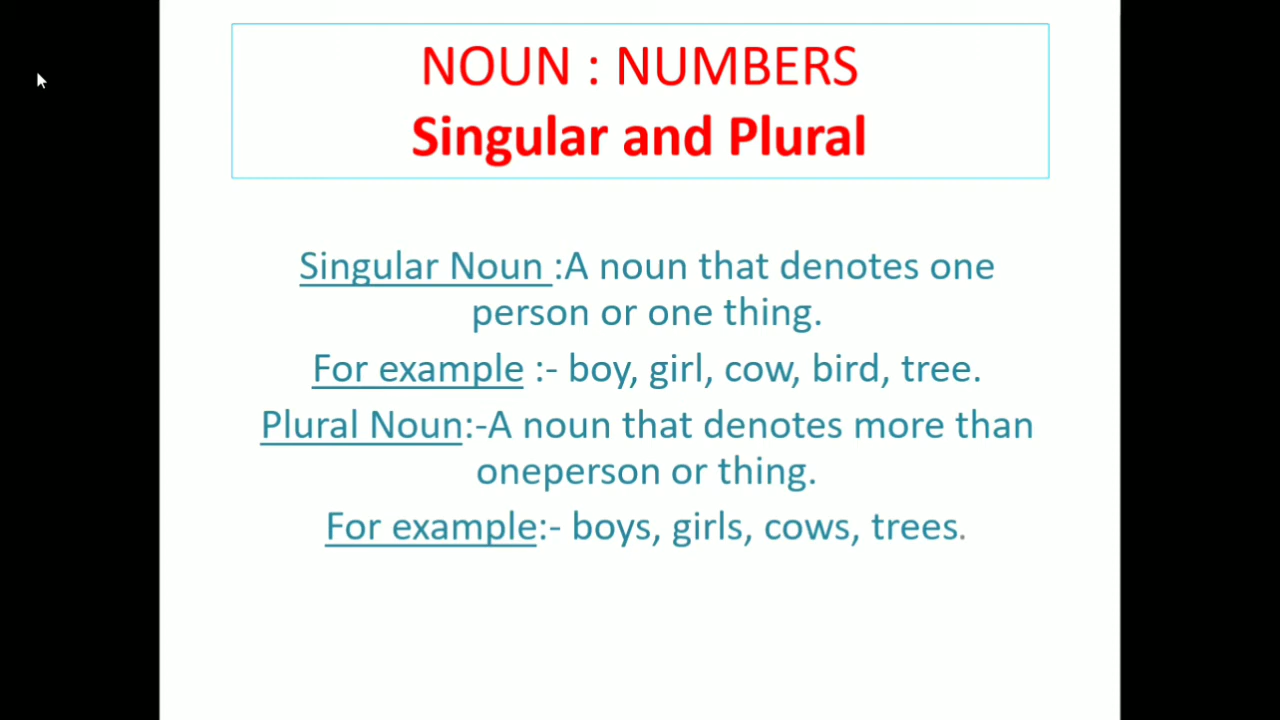 NOUN : NUMBERS
Singular and Plural
Singular Noun :A noun that denotes one
person or one thing.
For example :- boy, girl, cow, bird, tree.
Plural Noun:-A noun that denotes more than
oneperson or thing.
For example:- boys, girls, cows, trees.